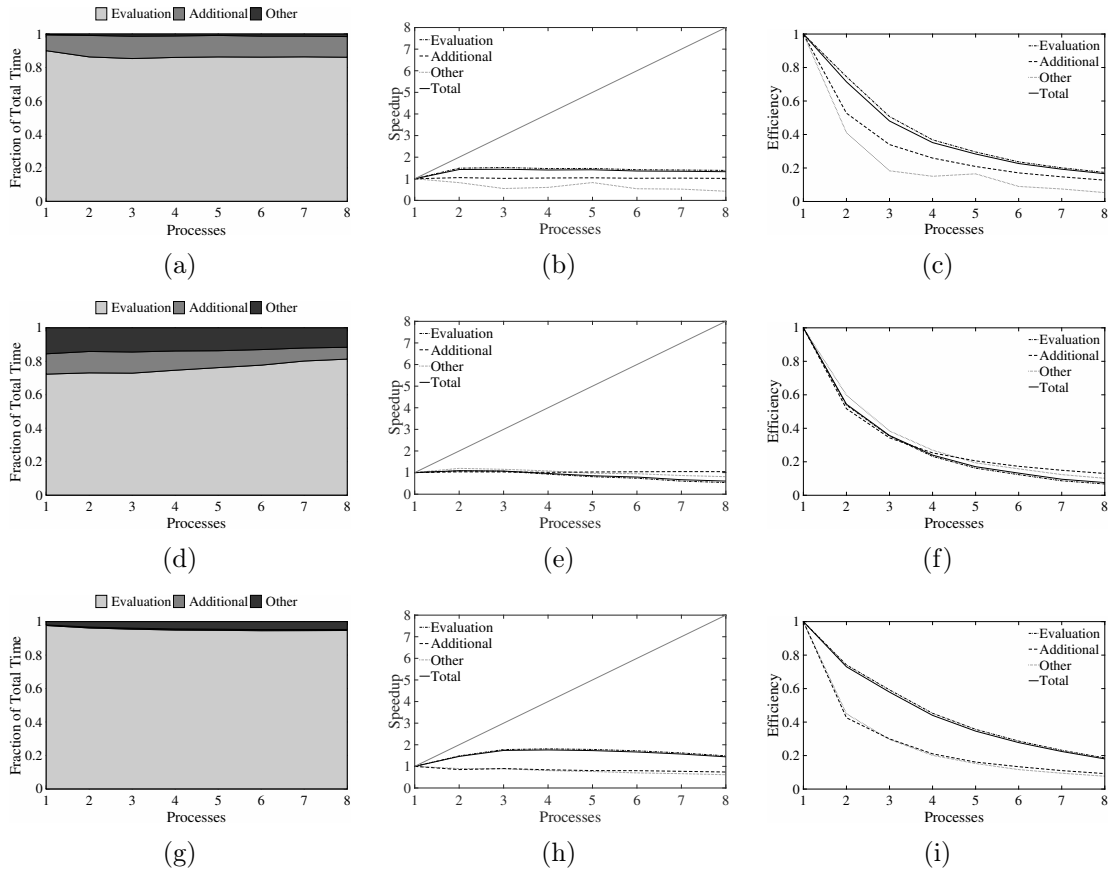 Evaluation Additional Other
Fraction of Total Time
1
0.8
0.6
0.4
0.2
0
1 2 3 4 5 6 7 8
Processes
(a)
Speedup
8
7
6
5
4
3
2
1
0
Evaluation
Additional
Other
Total
1 2 3 4 5 6 7 8
Processes
(b)
Efficiency
1
0.8
0.6
0.4
0.2
0
Evaluation
Additional
Other
Total
1 2 3 4 5 6 7 8
Processes
(c)
Evaluation Additional Other
Fraction of Total Time
1
0.8
0.6
0.4
0.2
0
1 2 3 4 5 6 7 8
Processes
(d)
Speedup
8
7
6
5
4
3
2
1
0
Evaluation
Additional
Other
Total
1 2 3 4 5 6 7 8
Processes
(e)
Efficiency
1
0.8
0.6
0.4
0.2
0
Evaluation
Additional
Other
Total
1 2 3 4 5 6 7 8
Processes
(f)
Evaluation Additional Other
Fraction of Total Time
1
0.8
0.6
0.4
0.2
0
1 2 3 4 5 6 7 8
Processes
(g)
Speedup
8
7
6
5
4
3
2
1
0
Evaluation
Additional
Other
Total
1 2 3 4 5 6 7 8
Processes
(h)
Efficiency
1
0.8
0.6
0.4
0.2
0
Evaluation
Additional
Other
Total
1 2 3 4 5 6 7 8
Processes
(i)